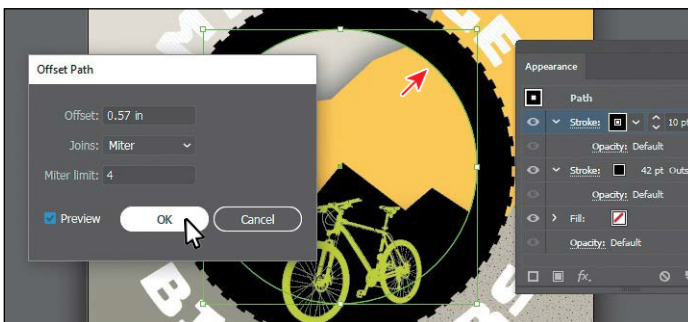 Offset Path
Offset: 0.57 in
Joins: Miter
Miter limit: 4
Preview
OK
Cancel
Appearance
Path
Stroke: 10 pt
Opacity: Default
Stroke: 42 pt Outs
Opacity: Default
Fill:
Opacity: Default
fx.